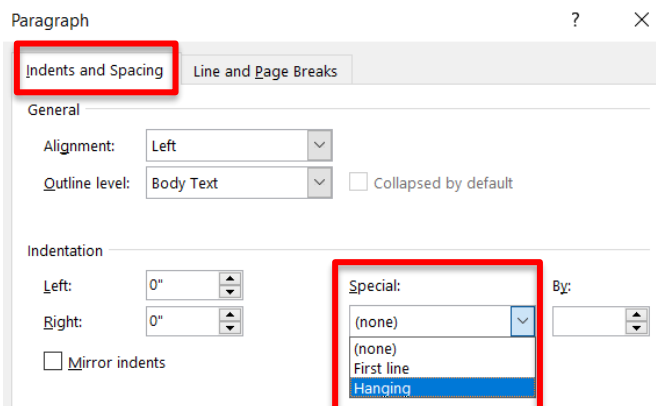 Paragraph ? ×
Indents and Spacing Line and Page Breaks
General
Alignment: Left
Outline level: Body Text Collapsed by default
Indentation
Left: 0" Special: By:
Right: 0" (none)
Mirror indents (none)
First line
Hanging